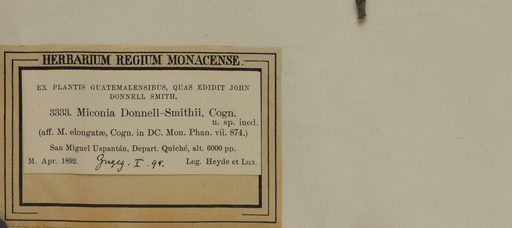 HERBARIUM REGIUM MONACENSE.
EX PLANTIS GUATEMALENSIBUS, QUAS EDIDIT JOHN
DONNELL SMITH,
3333. Miconia Donnell-Smithii, Cogn.
n. sp. ined.
(aff. M. elongatæ, Cogn. in DC. Mon. Phan. vii. 874.)
San Miguel Uspantán, Depart. Quiché, alt. 6000 pp.
M. Apr. 1892. I. 94. Leg. Heyde et Lux.